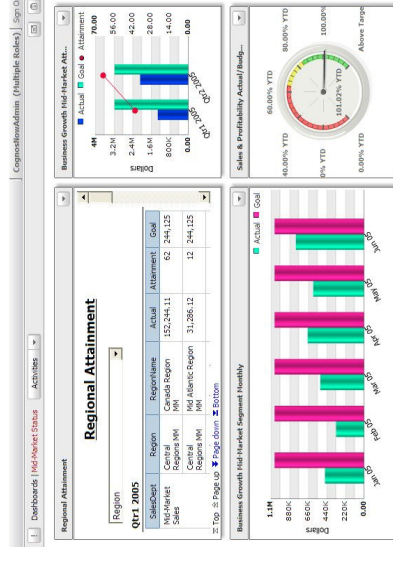 CognosNowAdmin (Multiple Roles) | Sign O
Dashboards | Mid-Market Status
Activities
Regional Attainment
Regional Attainment
Region
Qtr1 2005
SalesDept Region RegionName Actual Attainment Goal
Mid-Market Sales Central Regions MM Canada Region MM 152,244.11 62 244,125
Central Regions MM Mid Atlantic Region MM 31,286.12 12 244,125
Top Page up Page down Bottom
Business Growth Mid-Market Att...
Actual Goal Attainment
4M 70.00
3.2M 56.00
2.4M 42.00
1.6M 28.00
800K 14.00
0.00 0.00
Dollars
Qtr1 2005 Qtr2 2005
Business Growth Mid-Market Segment Monthly
Actual Goal
1.1M
880K
660K
440K
220K
0.00
Dollars
Jan 05 Feb 05 Mar 05 Apr 05 May 05 Jun 05
Sales & Profitability Actual/Budg...
60.00% YTD
40.00% YTD 80.00% YTD
0% YTD 100.00%
101.02% YTD
0.00% YTD Above Targe